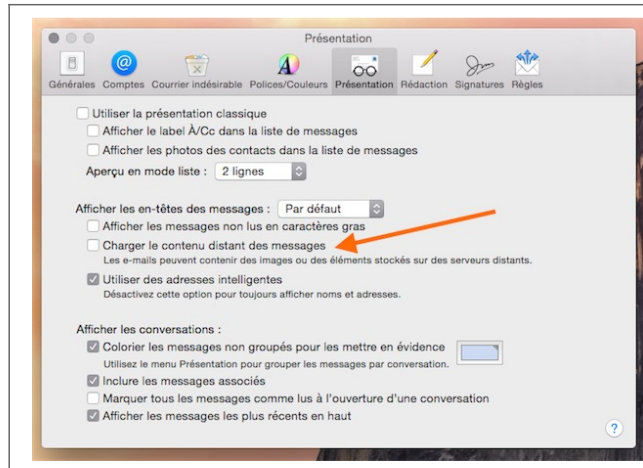 Présentation
Générales Comptes Courrier indésirable Polices/Couleurs Présentation Rédaction Signatures Règles
Utiliser la présentation classique
Afficher le label À/Cc dans la liste de messages
Afficher les photos des contacts dans la liste de messages
Aperçu en mode liste : 2 lignes
Afficher les en-têtes des messages : Par défaut
Afficher les messages non lus en caractères gras
Charger le contenu distant des messages
Les e-mails peuvent contenir des images ou des éléments stockés sur des serveurs distants.
Utiliser des adresses intelligentes
Désactivez cette option pour toujours afficher noms et adresses.
Afficher les conversations :
Colorier les messages non groupés pour les mettre en évidence
Utilisez le menu Présentation pour grouper les messages par conversation.
Inclure les messages associés
Marquer tous les messages comme lus à l'ouverture d'une conversation
Afficher les messages les plus récents en haut
?